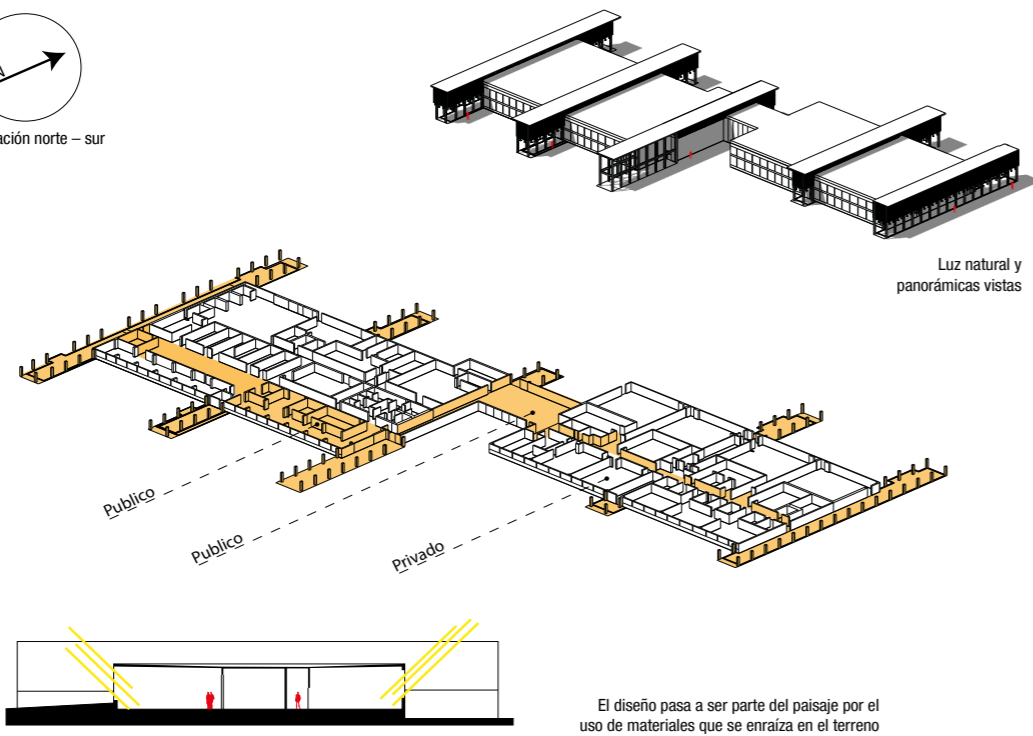 ación norte – sur
Luz natural y
panorámicas vistas
Publico
Publico
Privado
El diseño pasa a ser parte del paisaje por el
uso de materiales que se enraíza en el terreno